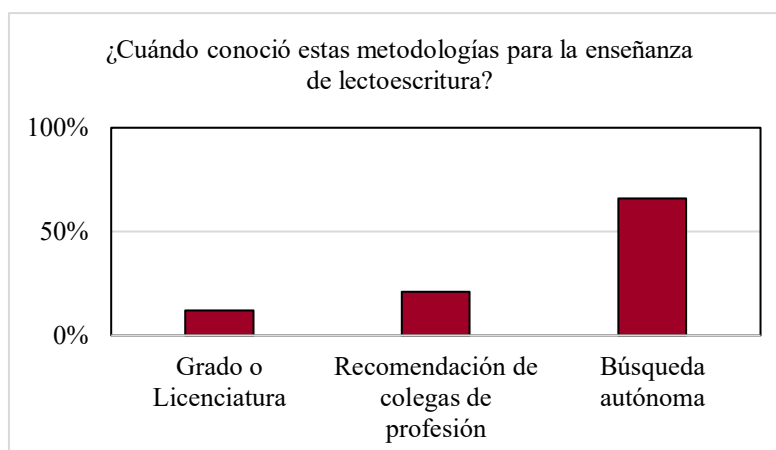 ¿Cuándo conoció estas metodologías para la enseñanza
de lectoescritura?
100%
50%
0%
Grado o
Licenciatura
Recomendación de
colegas de
profesión
Búsqueda
autónoma